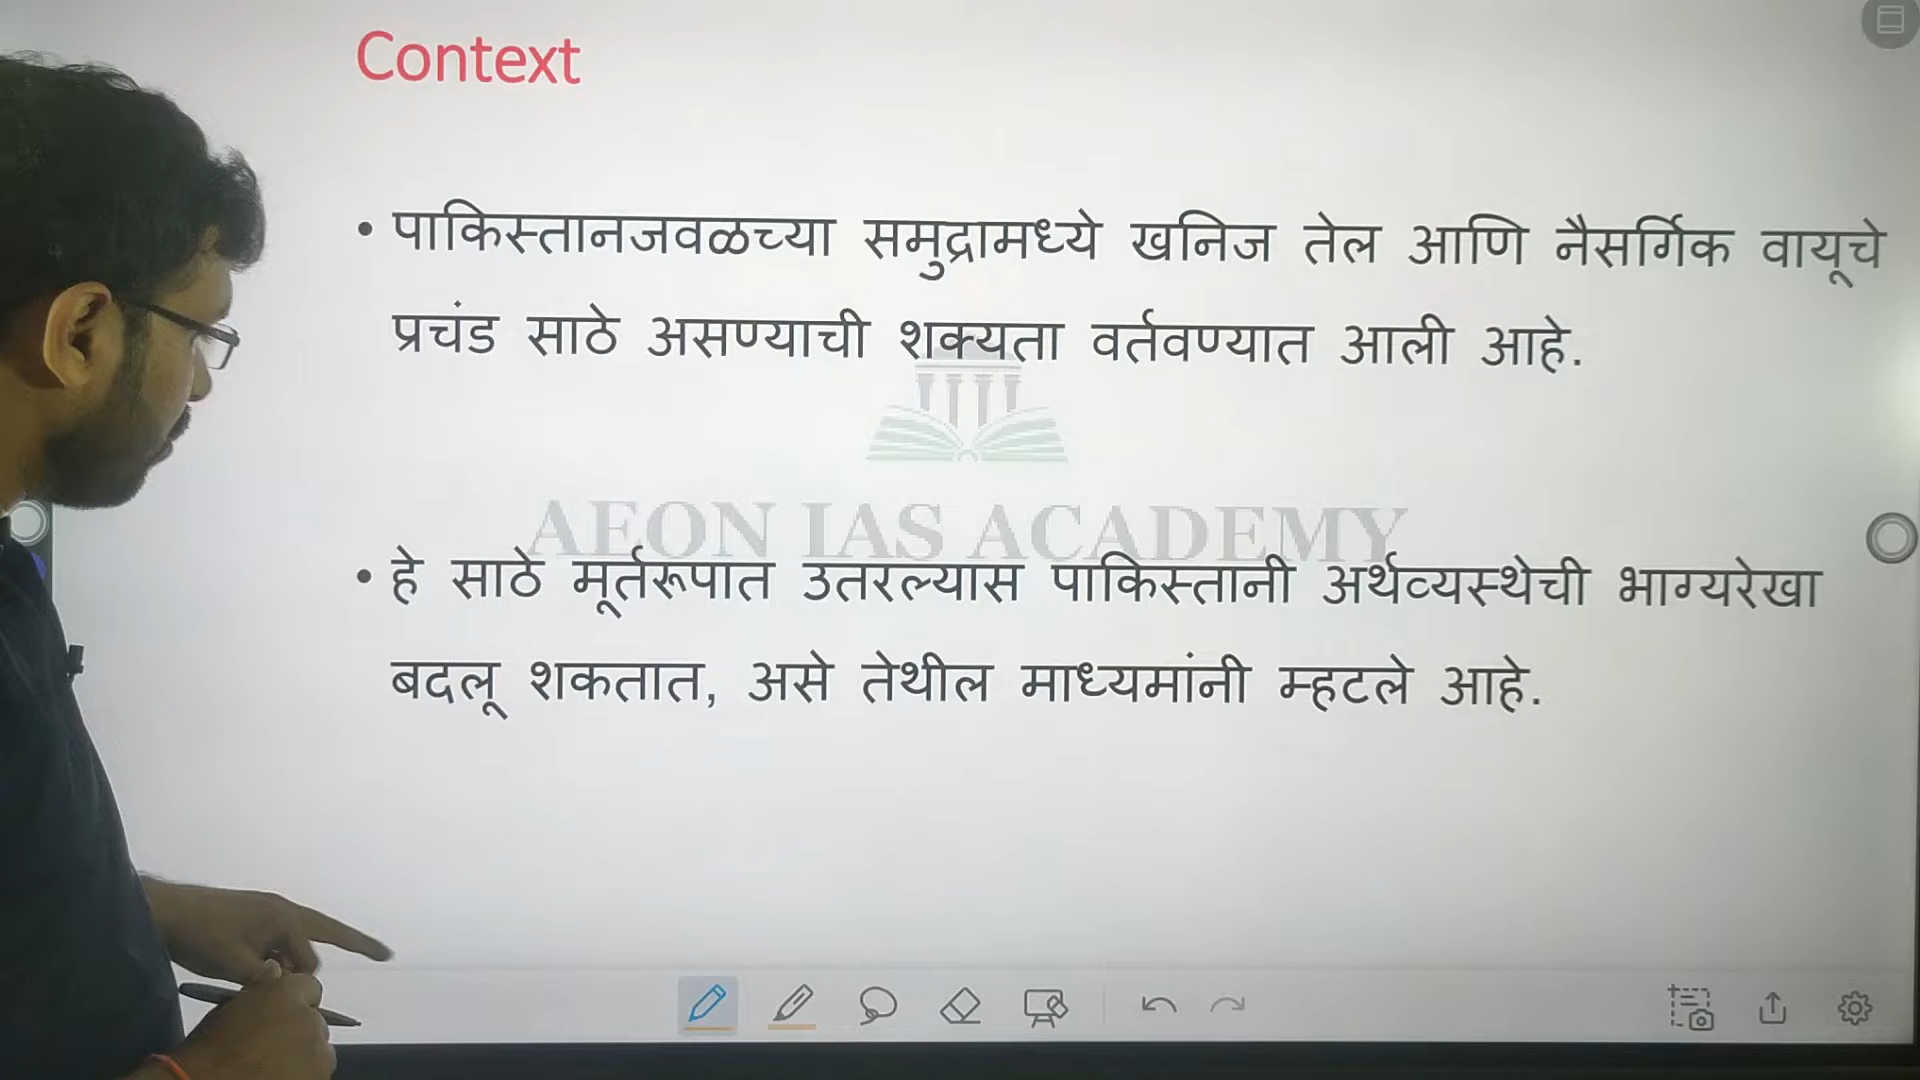 Context
• पाकिस्तानजवळच्या समुद्रामध्ये खनिज तेल आणि नैसर्गिक वायूचे
प्रचंड साठे असण्याची शक्यता वर्तवण्यात आली आहे.
AEON IAS ACADEMY
• हे साठे मूर्तरूपात उतरल्यास पाकिस्तानी अर्थव्यस्थेची भाग्यरेखा
बदलू शकतात, असे तेथील माध्यमांनी म्हटले आहे.